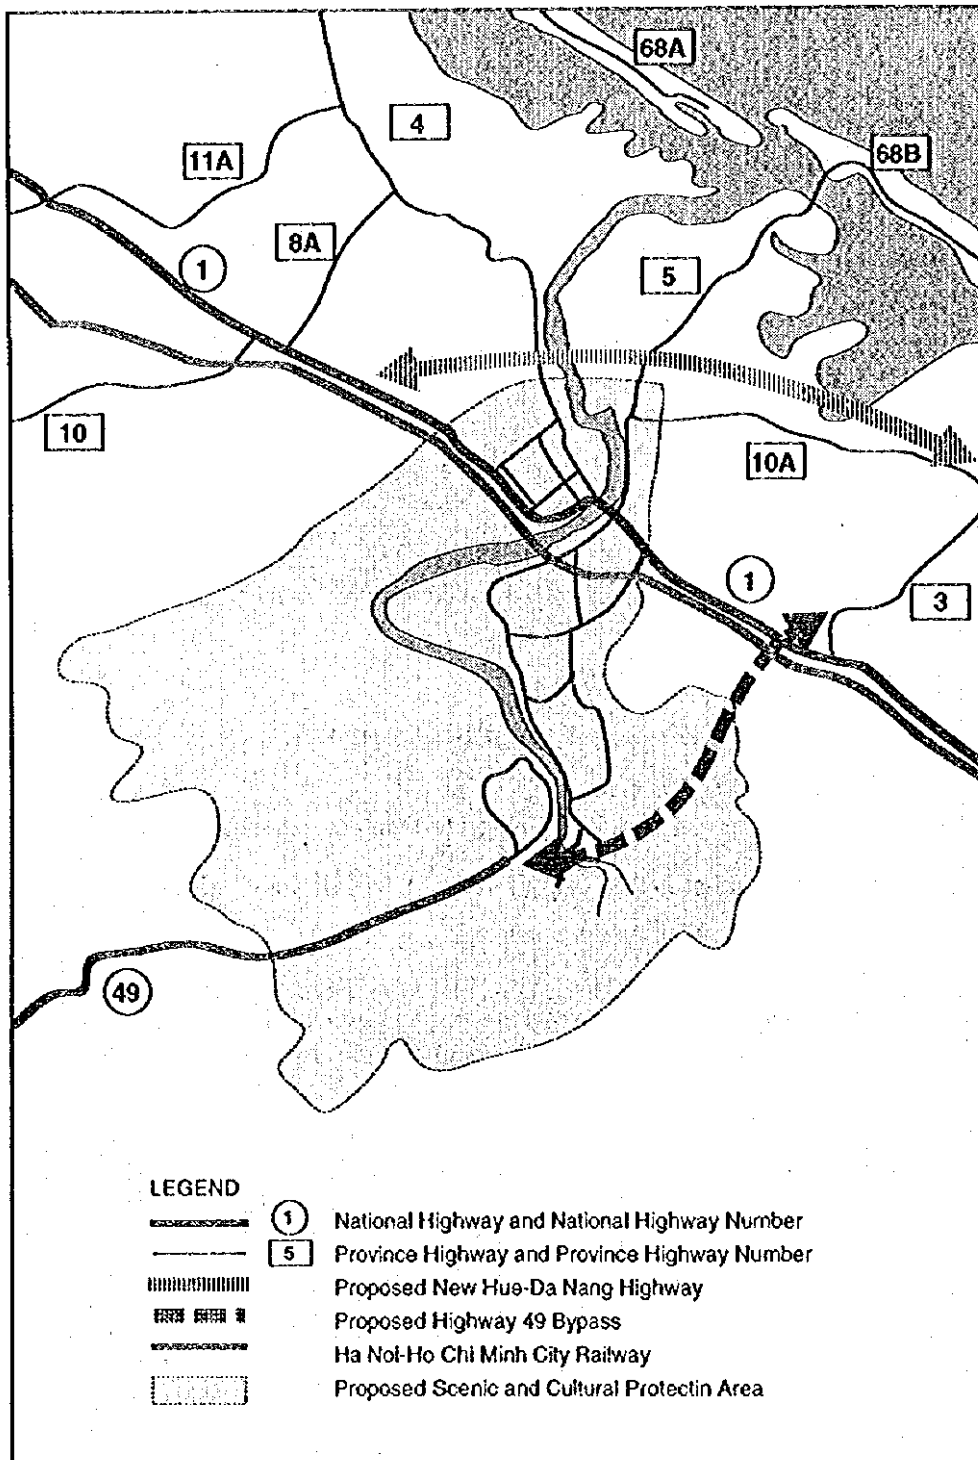 68A
4
11A
68B
8A
1
5
10
10A
1
3
49
LEGEND
1 National Highway and National Highway Number
5 Province Highway and Province Highway Number
Proposed New Hue-Da Nang Highway
Proposed Highway 49 Bypass
Ha Noi-Ho Chi Minh City Railway
Proposed Scenic and Cultural Protectin Area